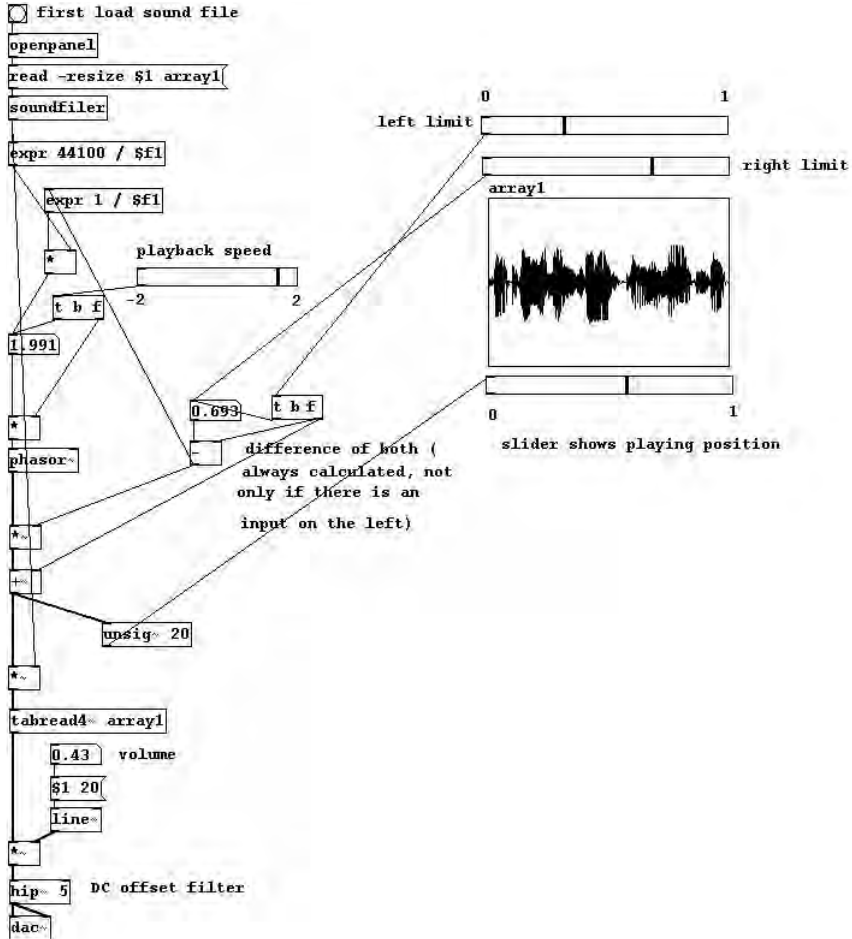 first load sound file
openpanel
read -resize $1 array1
soundfiler
0 1
left limit
expr 44100 / $f1
right limit
expr 1 / $f1
array1
*
playback speed
-2 2
t b f
1.991
0.693
t b f
0 1
*
slider shows playing position
-
difference of both (
always calculated, not
only if there is an
input on the left)
phasor~
*~
+~
unsig~ 20
*~
tabread4~ array1
0.43 volume
$1 20
line~
*~
hip~ 5 DC offset filter
dac~